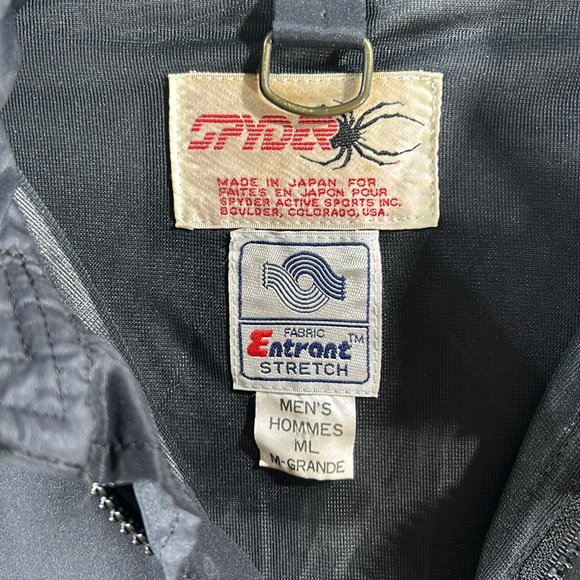 SPYDER
MADE IN JAPAN FOR
FAITES EN JAPON POUR
SPYDER ACTIVE SPORTS INC.
BOULDER, COLORADO, USA.
FABRIC
Entrant™
STRETCH
MEN'S
HOMMES
ML
M-GRANDE